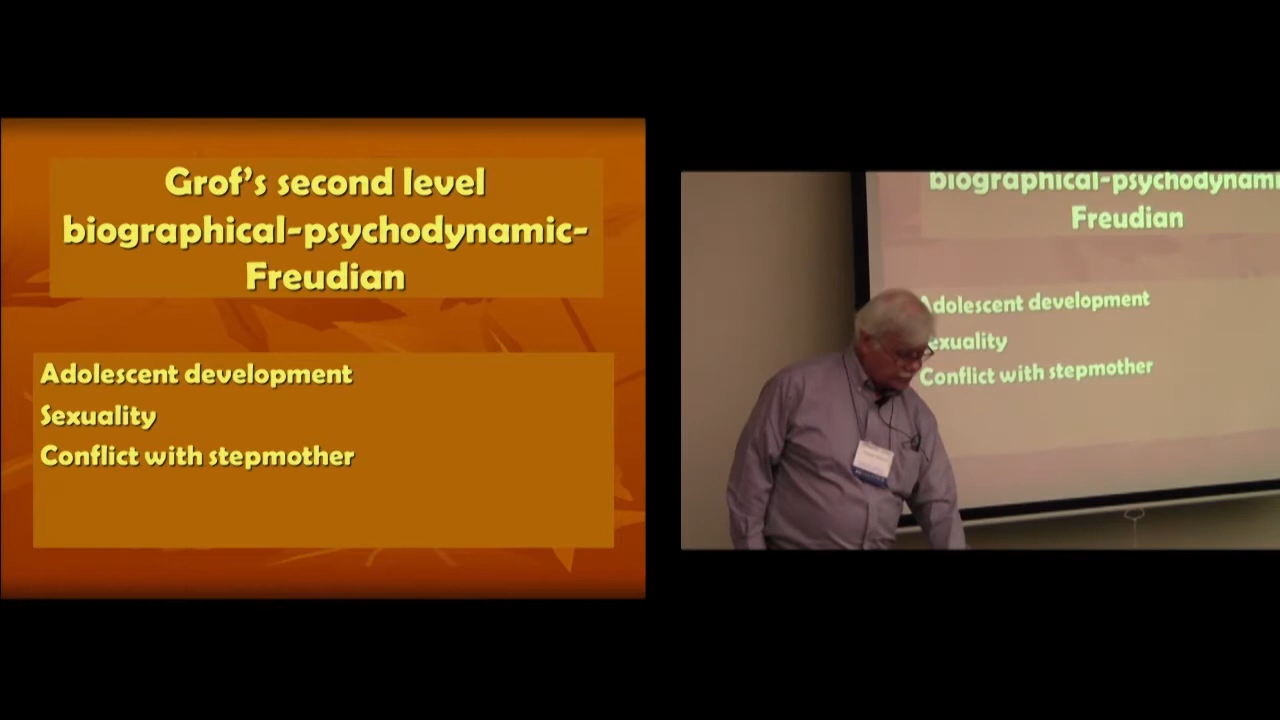 Grof's second level
biographical-psychodynamic-
Freudian
Adolescent development
Sexuality
Conflict with stepmother
biographical-psychodynami
Freudian
Adolescent development
exuality
Conflict with stepmother